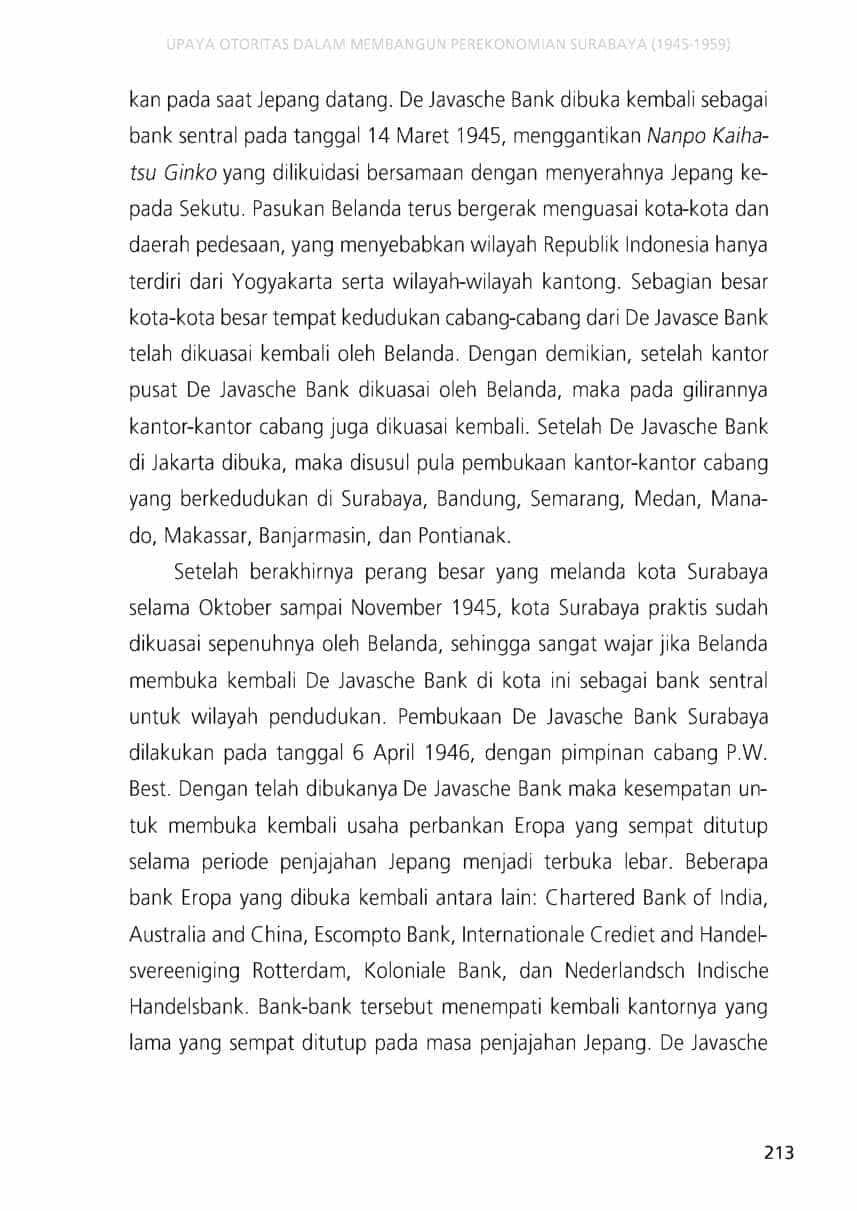 UPAYA OTORITAS DALAM MEMBANGUN PEREKONOMIAN SURABAYA (1945-1959)
kan pada saat Jepang datang. De Javasche Bank dibuka kembali sebagai
bank sentral pada tanggal 14 Maret 1945, menggantikan Nanpo Kaiha-
tsu Ginko yang dilikuidasi bersamaan dengan menyerahnya Jepang ke-
pada Sekutu. Pasukan Belanda terus bergerak menguasai kota-kota dan
daerah pedesaan, yang menyebabkan wilayah Republik Indonesia hanya
terdiri dari Yogyakarta serta wilayah-wilayah kantong. Sebagian besar
kota-kota besar tempat kedudukan cabang-cabang dari De Javasce Bank
telah dikuasai kembali oleh Belanda. Dengan demikian, setelah kantor
pusat De Javasche Bank dikuasai oleh Belanda, maka pada gilirannya
kantor-kantor cabang juga dikuasai kembali. Setelah De Javasche Bank
di Jakarta dibuka, maka disusul pula pembukaan kantor-kantor cabang
yang berkedudukan di Surabaya, Bandung, Semarang, Medan, Mana-
do, Makassar, Banjarmasin, dan Pontianak.
Setelah berakhirnya perang besar yang melanda kota Surabaya
selama Oktober sampai November 1945, kota Surabaya praktis sudah
dikuasai sepenuhnya oleh Belanda, sehingga sangat wajar jika Belanda
membuka kembali De Javasche Bank di kota ini sebagai bank sentral
untuk wilayah pendudukan. Pembukaan De Javasche Bank Surabaya
dilakukan pada tanggal 6 April 1946, dengan pimpinan cabang P.W.
Best. Dengan telah dibukanya De Javasche Bank maka kesempatan un-
tuk membuka kembali usaha perbankan Eropa yang sempat ditutup
selama periode penjajahan Jepang menjadi terbuka lebar. Beberapa
bank Eropa yang dibuka kembali antara lain: Chartered Bank of India,
Australia and China, Escompto Bank, Internationale Crediet and Handel-
svereeniging Rotterdam, Koloniale Bank, dan Nederlandsch Indische
Handelsbank. Bank-bank tersebut menempati kembali kantornya yang
lama yang sempat ditutup pada masa penjajahan Jepang. De Javasche
213